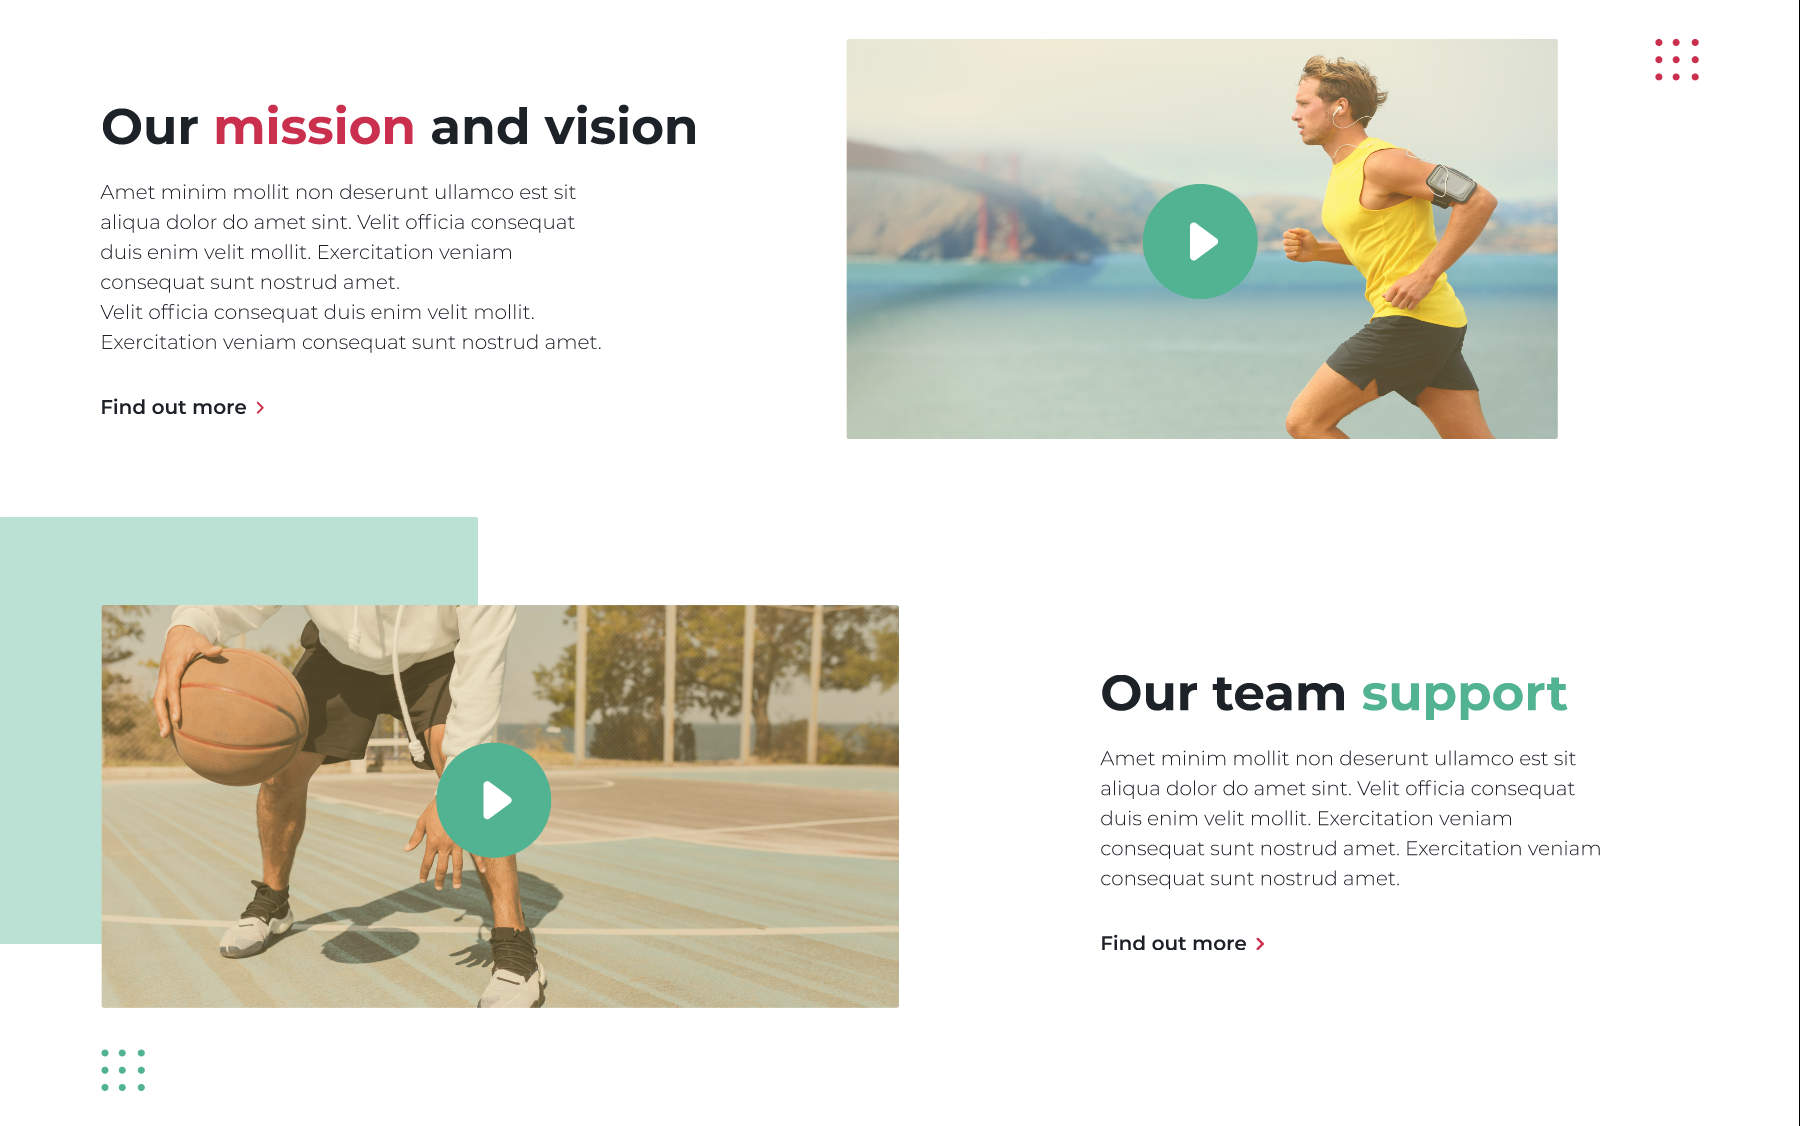 Our mission and vision
Amet minim mollit non deserunt ullamco est sit
aliqua dolor do amet sint. Velit officia consequat
duis enim velit mollit. Exercitation veniam
consequat sunt nostrud amet.
Velit officia consequat duis enim velit mollit.
Exercitation veniam consequat sunt nostrud amet.
Find out more
Our team support
Amet minim mollit non deserunt ullamco est sit
aliqua dolor do amet sint. Velit officia consequat
duis enim velit mollit. Exercitation veniam
consequat sunt nostrud amet. Exercitation veniam
consequat sunt nostrud amet.
Find out more